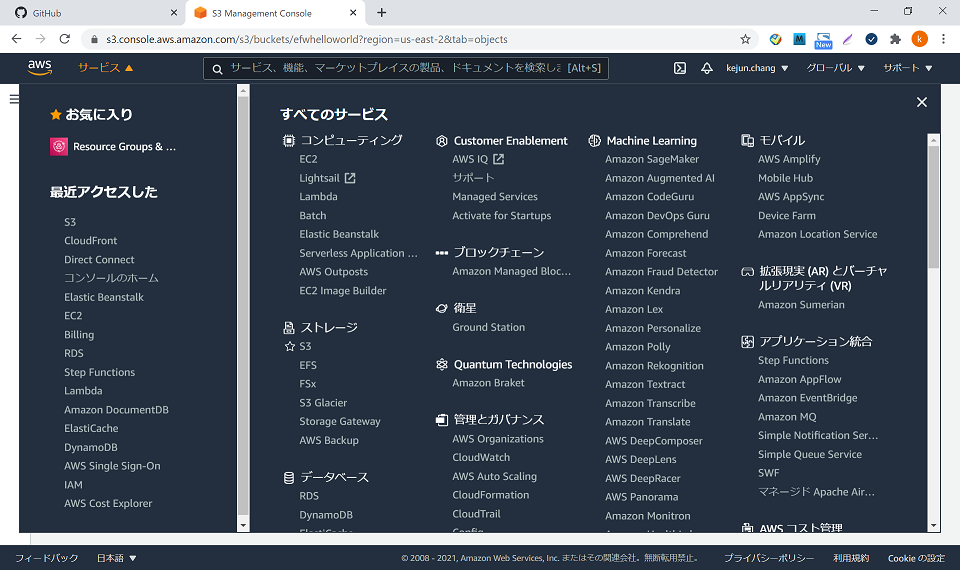 GitHub
S3 Management Console
s3.console.aws.amazon.com/s3/buckets/efwhelloworld?region=us-east-2&tab=objects
New
k
aws
サービス
サービス、機能、マーケットプレイスの製品、ドキュメントを検索しま [Alt+S]
kejun.chang
グローバル
サポート
お気に入り
Resource Groups & ...
最近アクセスした
S3
CloudFront
Direct Connect
コンソールのホーム
Elastic Beanstalk
EC2
Billing
RDS
Step Functions
Lambda
Amazon DocumentDB
ElastiCache
DynamoDB
AWS Single Sign-On
IAM
AWS Cost Explorer
すべてのサービス
コンピューティング
EC2
Lightsail
Lambda
Batch
Elastic Beanstalk
Serverless Application ...
AWS Outposts
EC2 Image Builder
ストレージ
S3
EFS
FSx
S3 Glacier
Storage Gateway
AWS Backup
データベース
RDS
DynamoDB
ElastiCache
Customer Enablement
AWS IQ
サポート
Managed Services
Activate for Startups
ブロックチェーン
Amazon Managed Bloc...
衛星
Ground Station
Quantum Technologies
Amazon Braket
管理とガバナンス
AWS Organizations
CloudWatch
AWS Auto Scaling
CloudFormation
CloudTrail
Config
Machine Learning
Amazon SageMaker
Amazon Augmented AI
Amazon CodeGuru
Amazon DevOps Guru
Amazon Comprehend
Amazon Forecast
Amazon Fraud Detector
Amazon Kendra
Amazon Lex
Amazon Personalize
Amazon Polly
Amazon Rekognition
Amazon Textract
Amazon Transcribe
Amazon Translate
AWS DeepComposer
AWS DeepLens
AWS DeepRacer
AWS Panorama
Amazon Monitron
モバイル
AWS Amplify
Mobile Hub
AWS AppSync
Device Farm
Amazon Location Service
拡張現実 (AR) とバーチャ
ルリアリティ (VR)
Amazon Sumerian
アプリケーション統合
Step Functions
Amazon AppFlow
Amazon EventBridge
Amazon MQ
Simple Notification Ser...
Simple Queue Service
SWF
マネージド Apache Air...
AWS コスト管理
フィードバック
日本語
© 2008 - 2021, Amazon Web Services, Inc. またはその関連会社。無断転用禁止。
プライバシーポリシー
利用規約
Cookie の設定